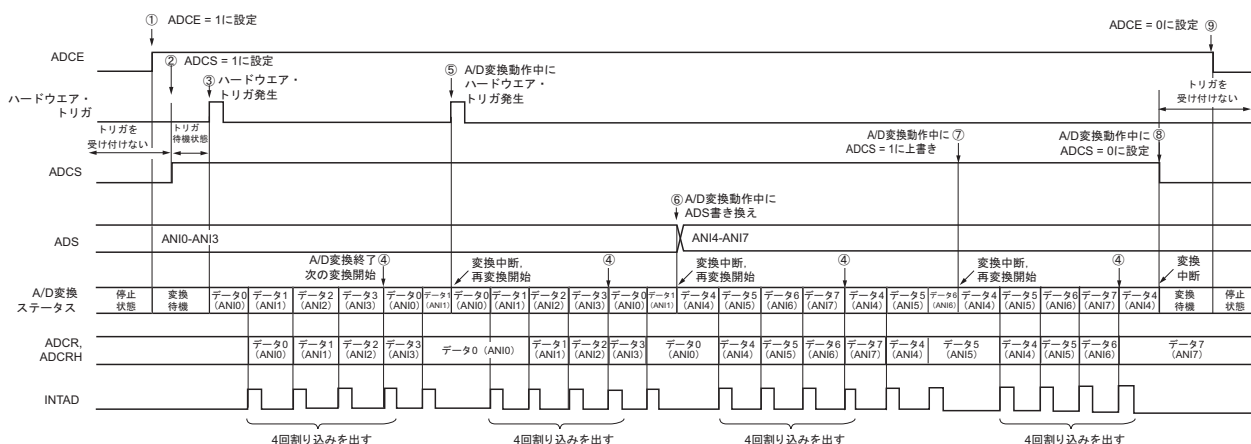 ① ADCE = 1に設定
ADCE = 0に設定 ⑨
ADCE
② ADCS = 1に設定
③ ハードウエア・
トリガ発生
⑤ A/D変換動作中に
ハードウエア・
トリガ発生
ハードウエア・
トリガ
トリガを
受け付けない
トリガ
待機状態
トリガを
受け付けない
A/D変換動作中に ⑦
ADCS = 1に上書き
A/D変換動作中に ⑧
ADCS = 0に設定
ADCS
⑥ A/D変換動作中に
ADS書き換え
ADS
ANI0-ANI3
ANI4-ANI7
A/D変換終了 ④
次の変換開始
変換中断,
再変換開始
④
変換中断,
再変換開始
④
変換中断,
再変換開始
④
変換
中断
A/D変換
ステータス
停止
状態
変換
待機
データ0
(ANI0)
データ1
(ANI1)
データ2
(ANI2)
データ3
(ANI3)
データ0
(ANI0)
データ1
(ANI1)
データ0
(ANI0)
データ1
(ANI1)
データ2
(ANI2)
データ3
(ANI3)
データ0
(ANI0)
データ1
(ANI1)
データ4
(ANI4)
データ5
(ANI5)
データ6
(ANI6)
データ7
(ANI7)
データ4
(ANI4)
データ5
(ANI5)
データ6
(ANI6)
データ4
(ANI4)
データ5
(ANI5)
データ6
(ANI6)
データ7
(ANI7)
データ4
(ANI4)
変換
待機
停止
状態
ADCR,
ADCRH
データ0
(ANI0)
データ1
(ANI1)
データ2
(ANI2)
データ3
(ANI3)
データ0 (ANI0)
データ1
(ANI1)
データ2
(ANI2)
データ3
(ANI3)
データ0
(ANI0)
データ4
(ANI4)
データ5
(ANI5)
データ6
(ANI6)
データ7
(ANI7)
データ4
(ANI4)
データ5
(ANI5)
データ4
(ANI4)
データ5
(ANI5)
データ6
(ANI6)
データ7
(ANI7)
INTAD
4回割り込みを出す
4回割り込みを出す
4回割り込みを出す
4回割り込みを出す